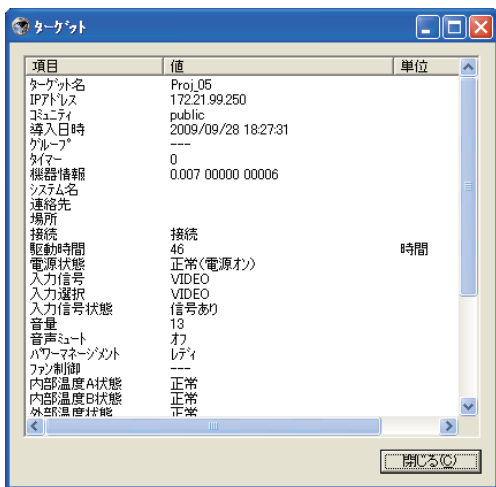 ターゲット
項目 値 単位
ターゲット名 Proj_05
IPアドレス 172.21.99.250
コミュニティ public
導入日時 2009/09/28 18:27:31
グループ ---
タイマー 0
機器情報 0.007 00000 00006
システム名
連絡先
場所
接続 接続
駆動時間 46 時間
電源状態 正常(電源オン)
入力信号 VIDEO
入力選択 VIDEO
入力信号状態 信号あり
音量 13
音声ミュート オフ
パワーマネージメント レディ
ファン制御 ---
内部温度A状態 正常
内部温度B状態 正常
外部温度状態 正常
閉じる(C)